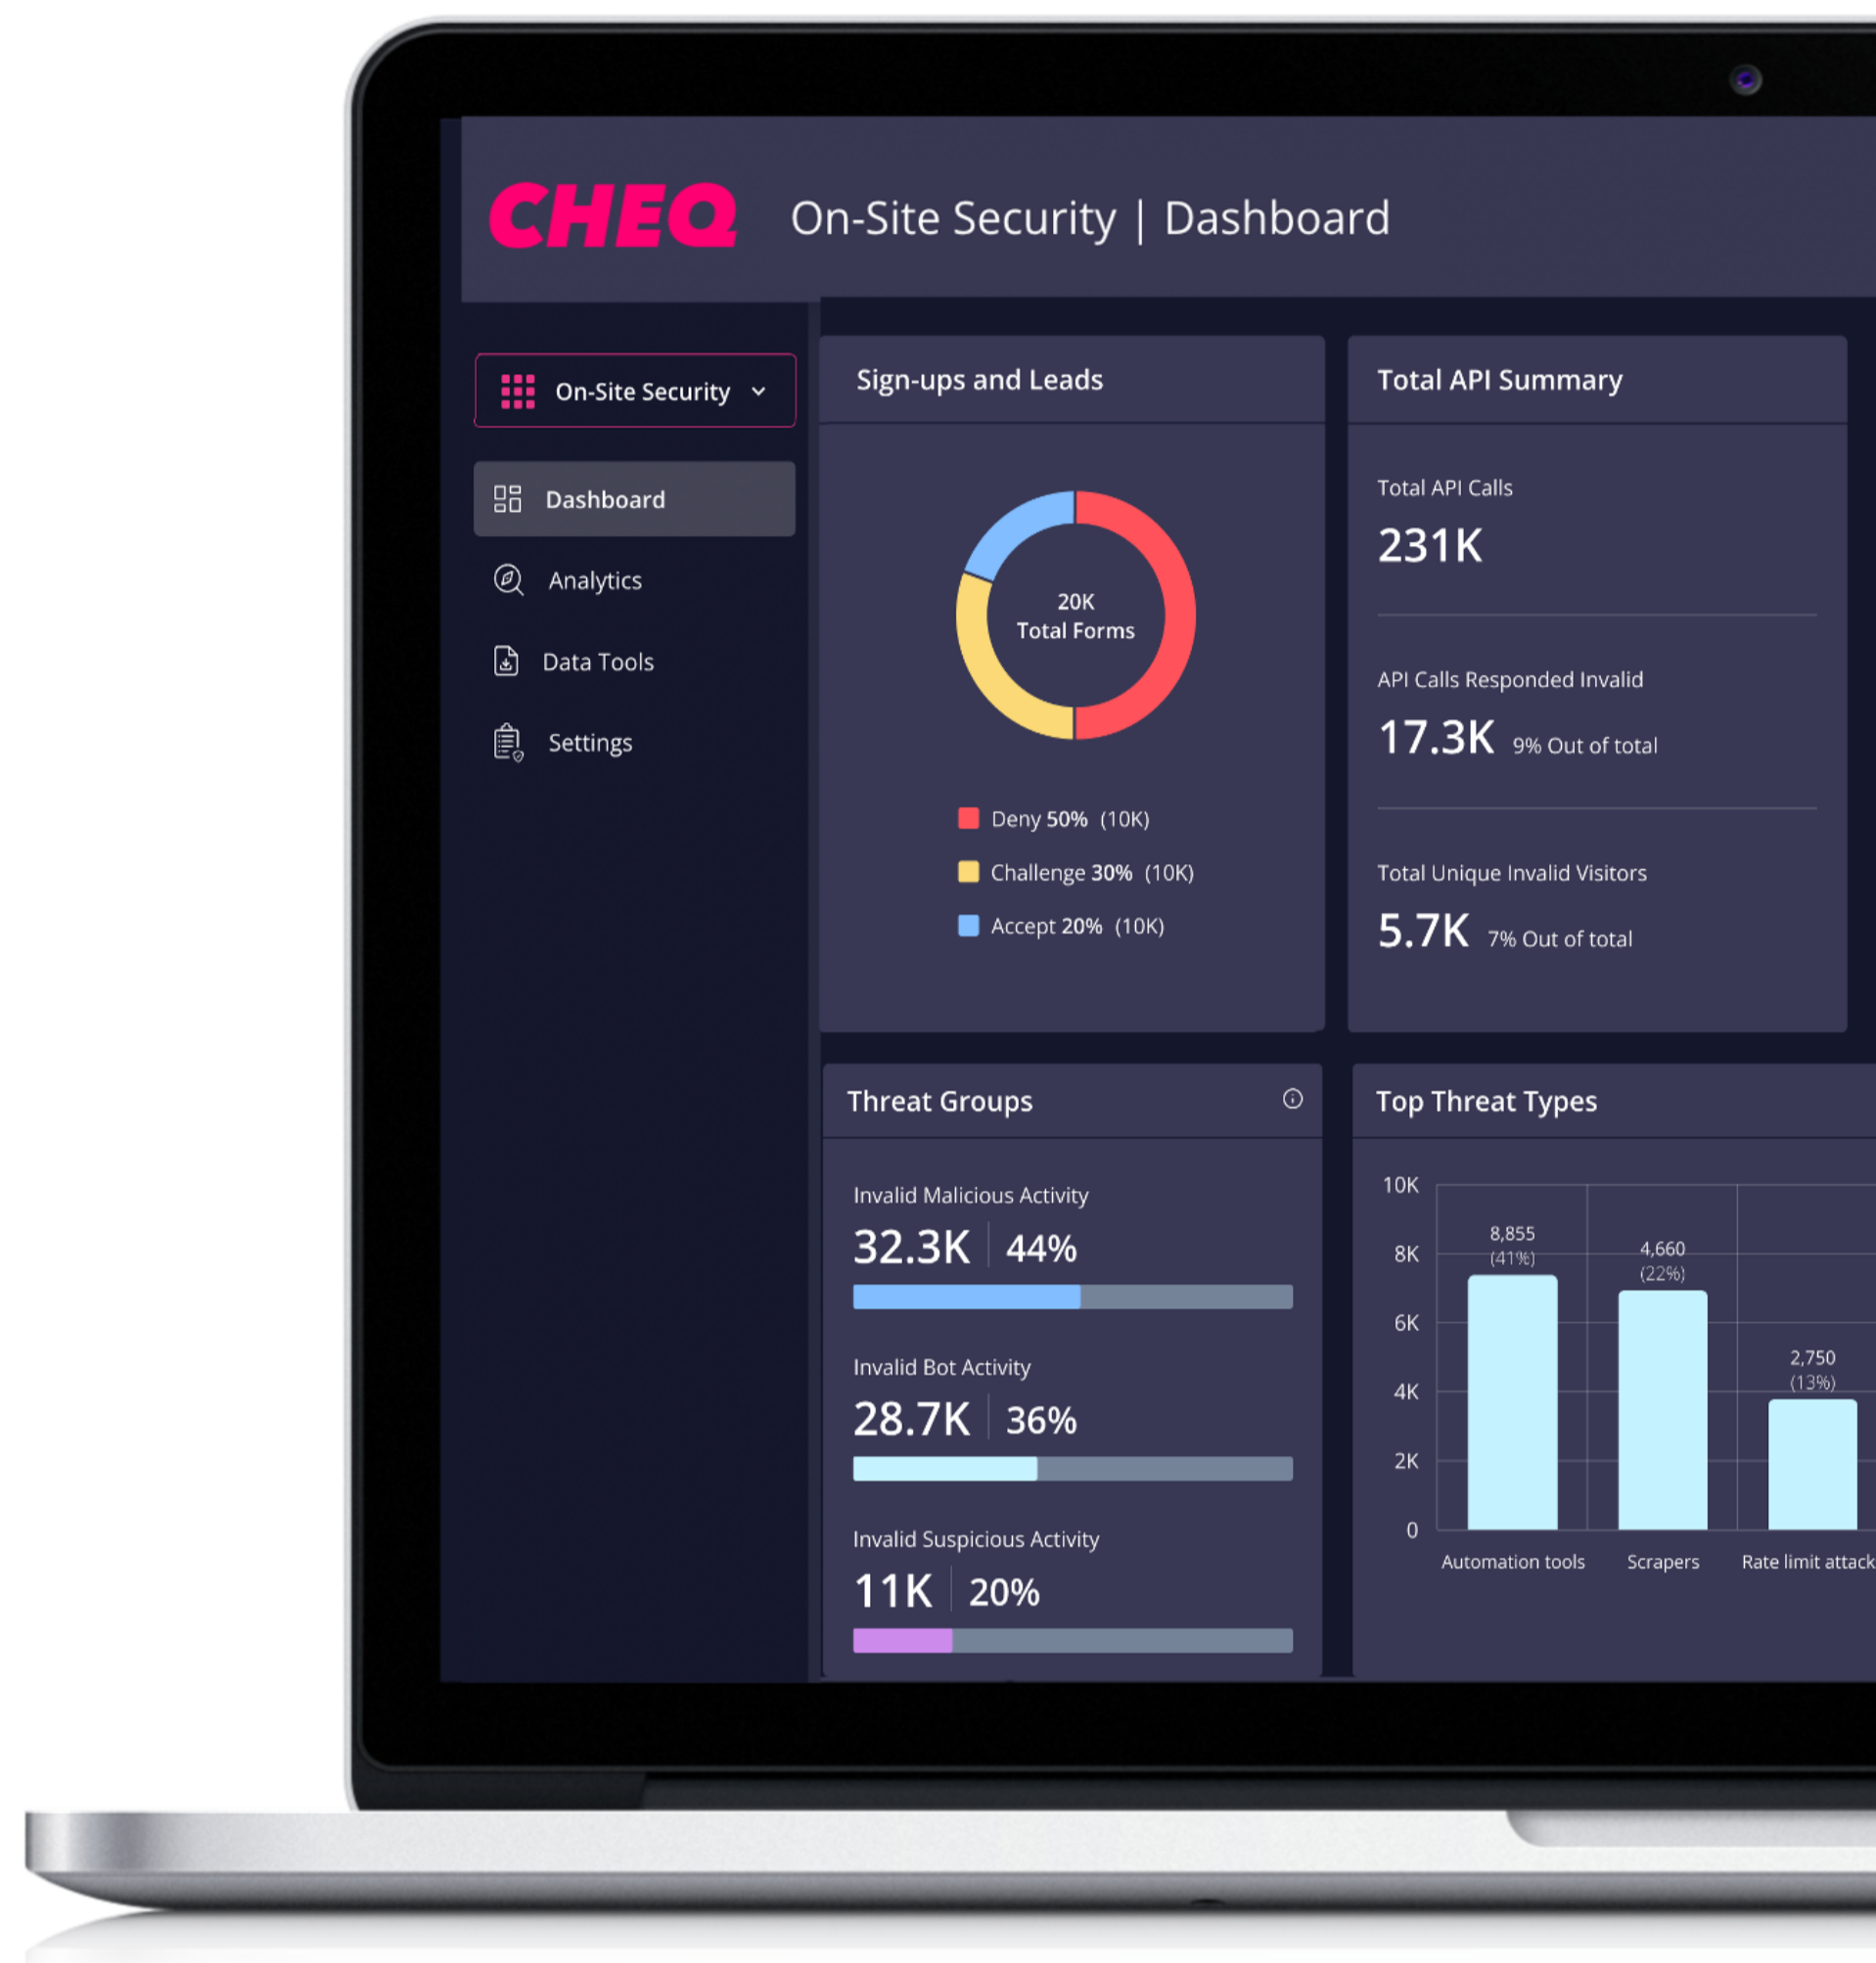 CHEQ
On-Site Security | Dashboard
On-Site Security
Dashboard
Analytics
Data Tools
Settings
Sign-ups and Leads
20K
Total Forms
Deny 50% (10K)
Challenge 30% (10K)
Accept 20% (10K)
Total API Summary
Total API Calls
231K
API Calls Responded Invalid
17.3K 9% Out of total
Total Unique Invalid Visitors
5.7K 7% Out of total
Threat Groups
Invalid Malicious Activity
32.3K 44%
Invalid Bot Activity
28.7K 36%
Invalid Suspicious Activity
11K 20%
Top Threat Types
10K
8K
6K
4K
2K
0
8,855
(41%)
4,660
(22%)
2,750
(13%)
Automation tools
Scrapers
Rate limit attack